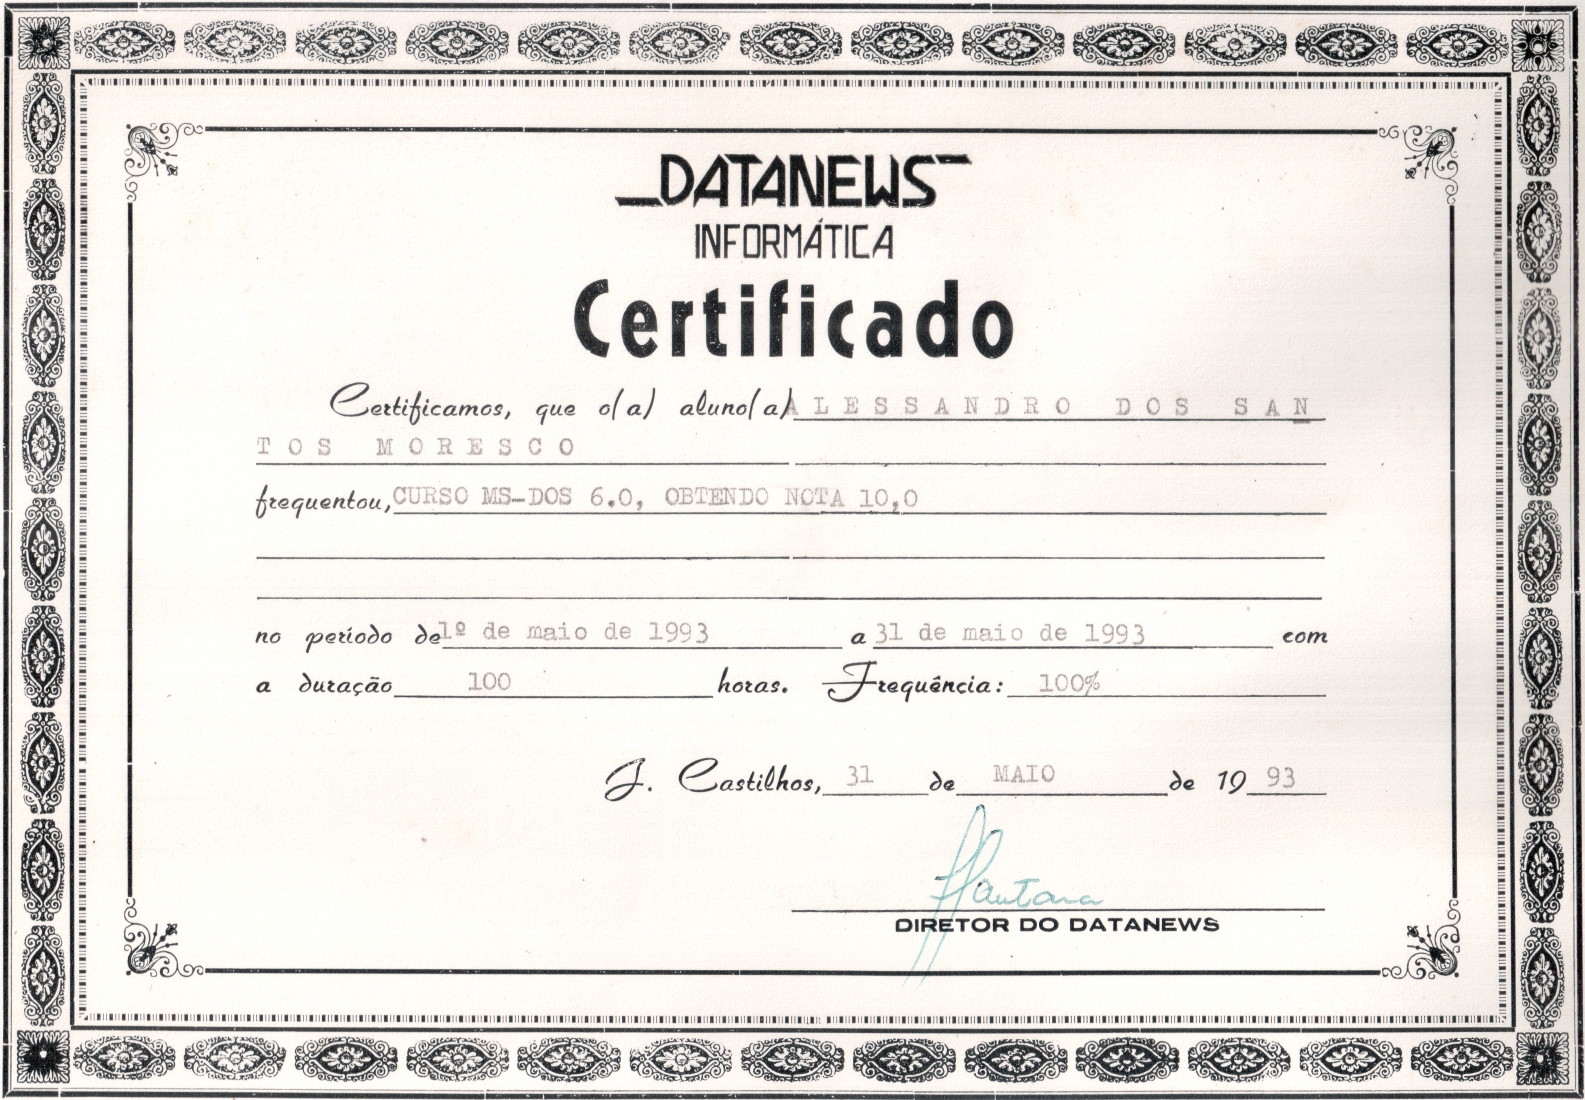 DATANEWS
INFORMÁTICA
Certificado
Certificamos, que o(a) aluno(a) ALESSANDRO DOS SAN
TOS MORESCO
frequentou, CURSO MS-DOS 6.0, OBTENDO NOTA 10,0
no período de 1º de maio de 1993 a 31 de maio de 1993 com
a duração 100 horas. Frequência: 100%
J. Castilhos, 31 de MAIO de 1993
DIRETOR DO DATANEWS